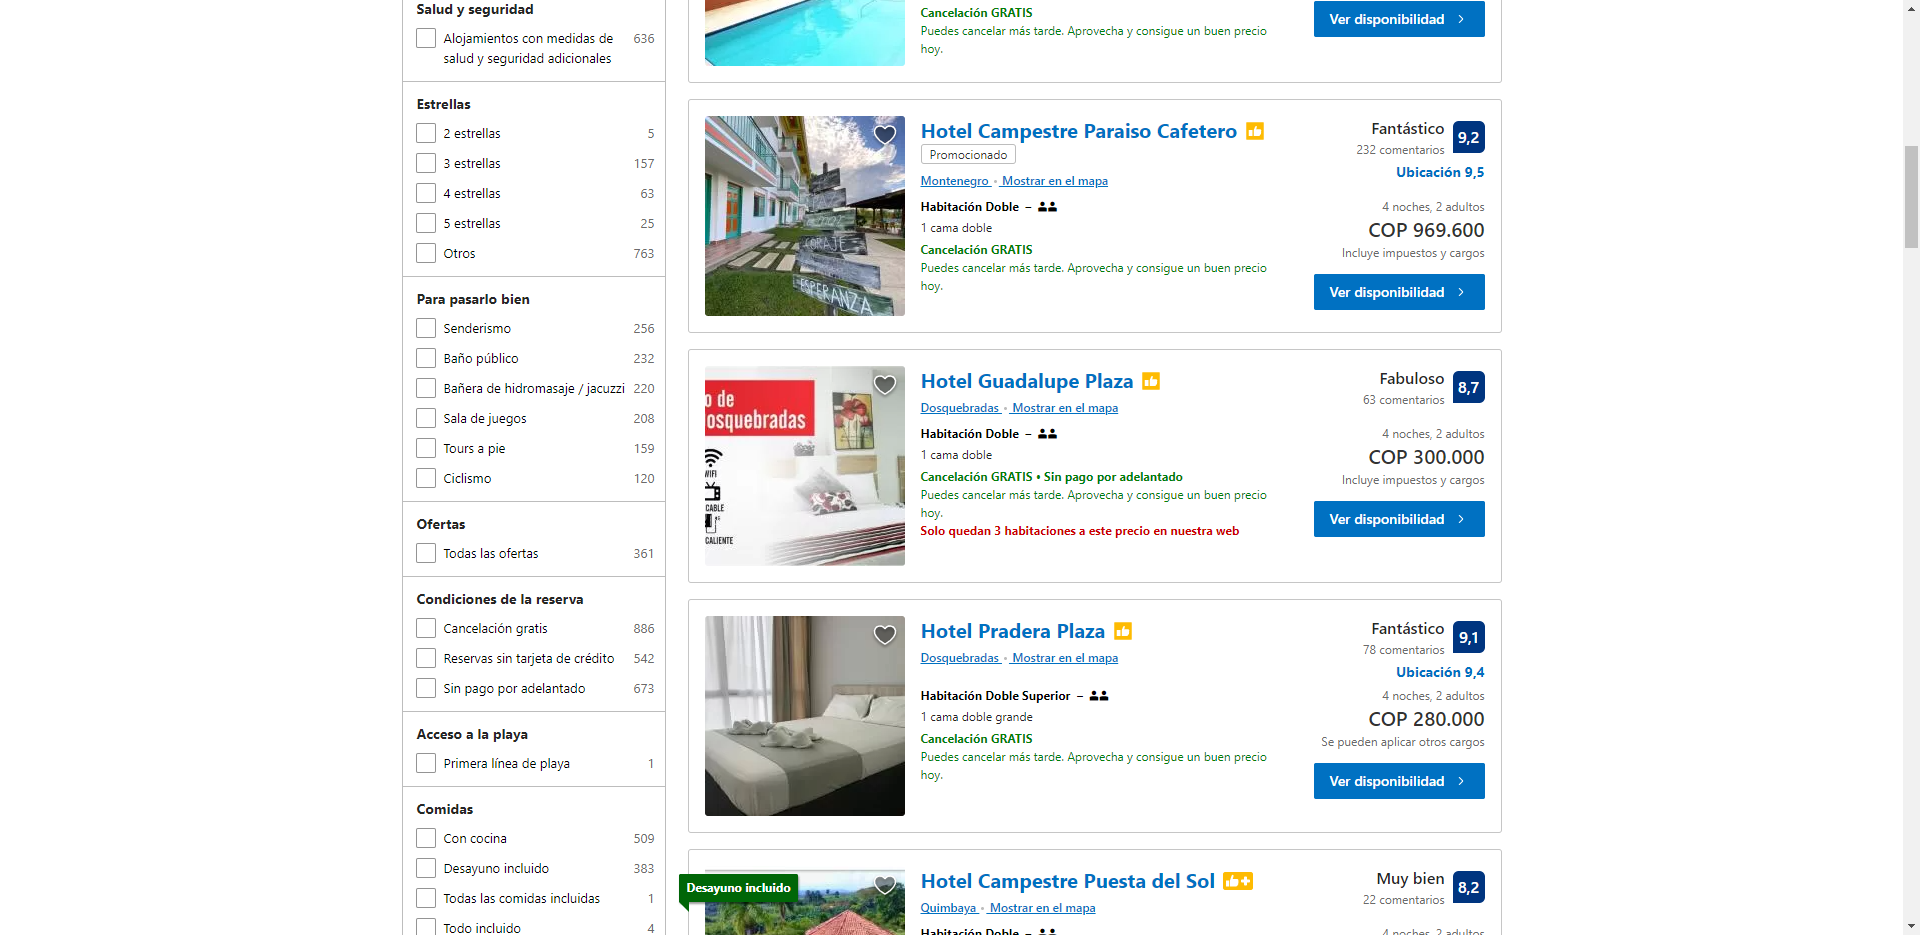 Salud y seguridad
Alojamientos con medidas de 636
salud y seguridad adicionales
Estrellas
2 estrellas 5
3 estrellas 157
4 estrellas 63
5 estrellas 25
Otros 763
Para pasarlo bien
Senderismo 256
Baño público 232
Bañera de hidromasaje / jacuzzi 220
Sala de juegos 208
Tours a pie 159
Ciclismo 120
Ofertas
Todas las ofertas 361
Condiciones de la reserva
Cancelación gratis 886
Reservas sin tarjeta de crédito 542
Sin pago por adelantado 673
Acceso a la playa
Primera línea de playa 1
Comidas
Con cocina 509
Desayuno incluido 383
Todas las comidas incluidas 1
Todo incluido 4
Cancelación GRATIS
Puedes cancelar más tarde. Aprovecha y consigue un buen precio
hoy.
Ver disponibilidad
CORAJE
ESPERANZA
Hotel Campestre Paraiso Cafetero
Promocionado
Montenegro • Mostrar en el mapa
Habitación Doble –
1 cama doble
Cancelación GRATIS
Puedes cancelar más tarde. Aprovecha y consigue un buen precio
hoy.
Fantástico 9,2
232 comentarios
Ubicación 9,5
4 noches, 2 adultos
COP 969.600
Incluye impuestos y cargos
Ver disponibilidad
o de
osquebradas
WIFI
CABLE
CALIENTE
Hotel Guadalupe Plaza
Dosquebradas • Mostrar en el mapa
Habitación Doble –
1 cama doble
Cancelación GRATIS • Sin pago por adelantado
Puedes cancelar más tarde. Aprovecha y consigue un buen precio
hoy.
Solo quedan 3 habitaciones a este precio en nuestra web
Fabuloso 8,7
63 comentarios
4 noches, 2 adultos
COP 300.000
Incluye impuestos y cargos
Ver disponibilidad
Hotel Pradera Plaza
Dosquebradas • Mostrar en el mapa
Habitación Doble Superior –
1 cama doble grande
Cancelación GRATIS
Puedes cancelar más tarde. Aprovecha y consigue un buen precio
hoy.
Fantástico 9,1
78 comentarios
Ubicación 9,4
4 noches, 2 adultos
COP 280.000
Se pueden aplicar otros cargos
Ver disponibilidad
Desayuno incluido
Hotel Campestre Puesta del Sol
Quimbaya • Mostrar en el mapa
Habitación Doble –
Muy bien 8,2
22 comentarios
4 noches, 2 adultos